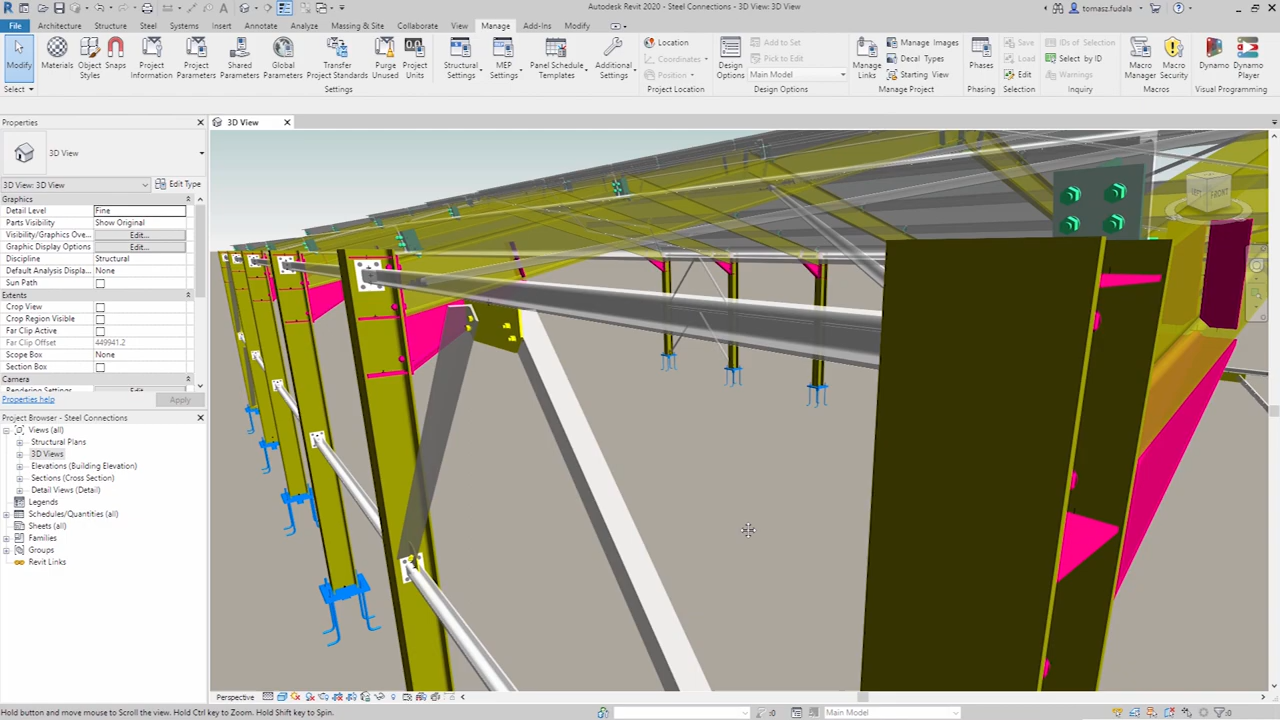 Autodesk Revit 2020 - Steel Connections - 3D View: 3D View
tomasz.fudala
File Architecture Structure Steel Systems Insert Annotate Analyze Massing & Site Collaborate View Manage Add-Ins Modify
Modify
Materials
Object Styles
Snaps
Project Information
Project Parameters
Shared Parameters
Global Parameters
Transfer Project Standards
Purge Unused
Project Units
Structural Settings
MEP Settings
Panel Schedule Templates
Additional Settings
Location
Coordinates
Position
Design Options
Add to Set
Pick to Edit
Main Model
Manage Links
Manage Images
Decal Types
Starting View
Phases
Save
Load
Edit
IDs of Selection
Select by ID
Warnings
Macro Manager
Macro Security
Dynamo
Dynamo Player
Select
Settings
Project Location
Design Options
Manage Project
Phasing
Selection
Inquiry
Macros
Visual Programming
Properties
3D View
3D View
3D View: 3D View
Edit Type
Graphics
Detail Level Fine
Parts Visibility Show Original
Visibility/Graphics Ove... Edit...
Graphic Display Options Edit...
Discipline Structural
Default Analysis Displa... None
Sun Path
Extents
Crop View
Crop Region Visible
Far Clip Active
Far Clip Offset 449941.2
Scope Box None
Section Box
Camera
Rendering Settings Edit...
Properties help
Apply
Project Browser - Steel Connections
Views (all)
Structural Plans
3D Views
Elevations (Building Elevation)
Sections (Cross Section)
Detail Views (Detail)
Legends
Schedules/Quantities (all)
Sheets (all)
Families
Groups
Revit Links
LEFT
FRONT
Perspective
Hold button and move mouse to Scroll the view. Hold Ctrl key to Zoom. Hold Shift key to Spin.
:0
Main Model
:0